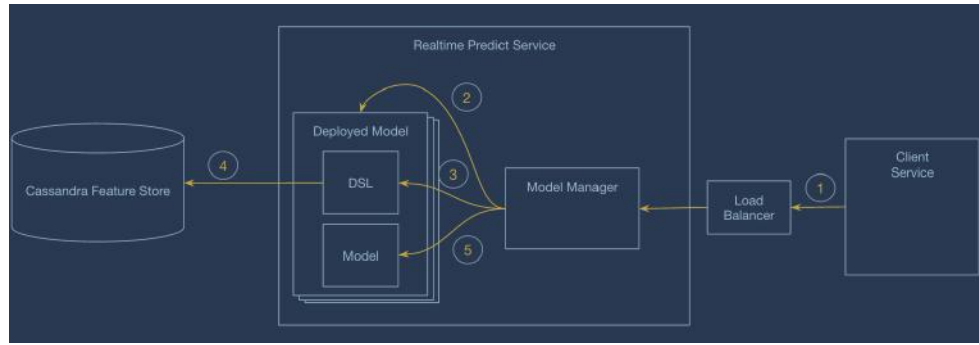 Realtime Predict Service
2
Deployed Model
Client
Service
4
DSL
3
Model Manager
1
Cassandra Feature Store
Load
Balancer
Model
5